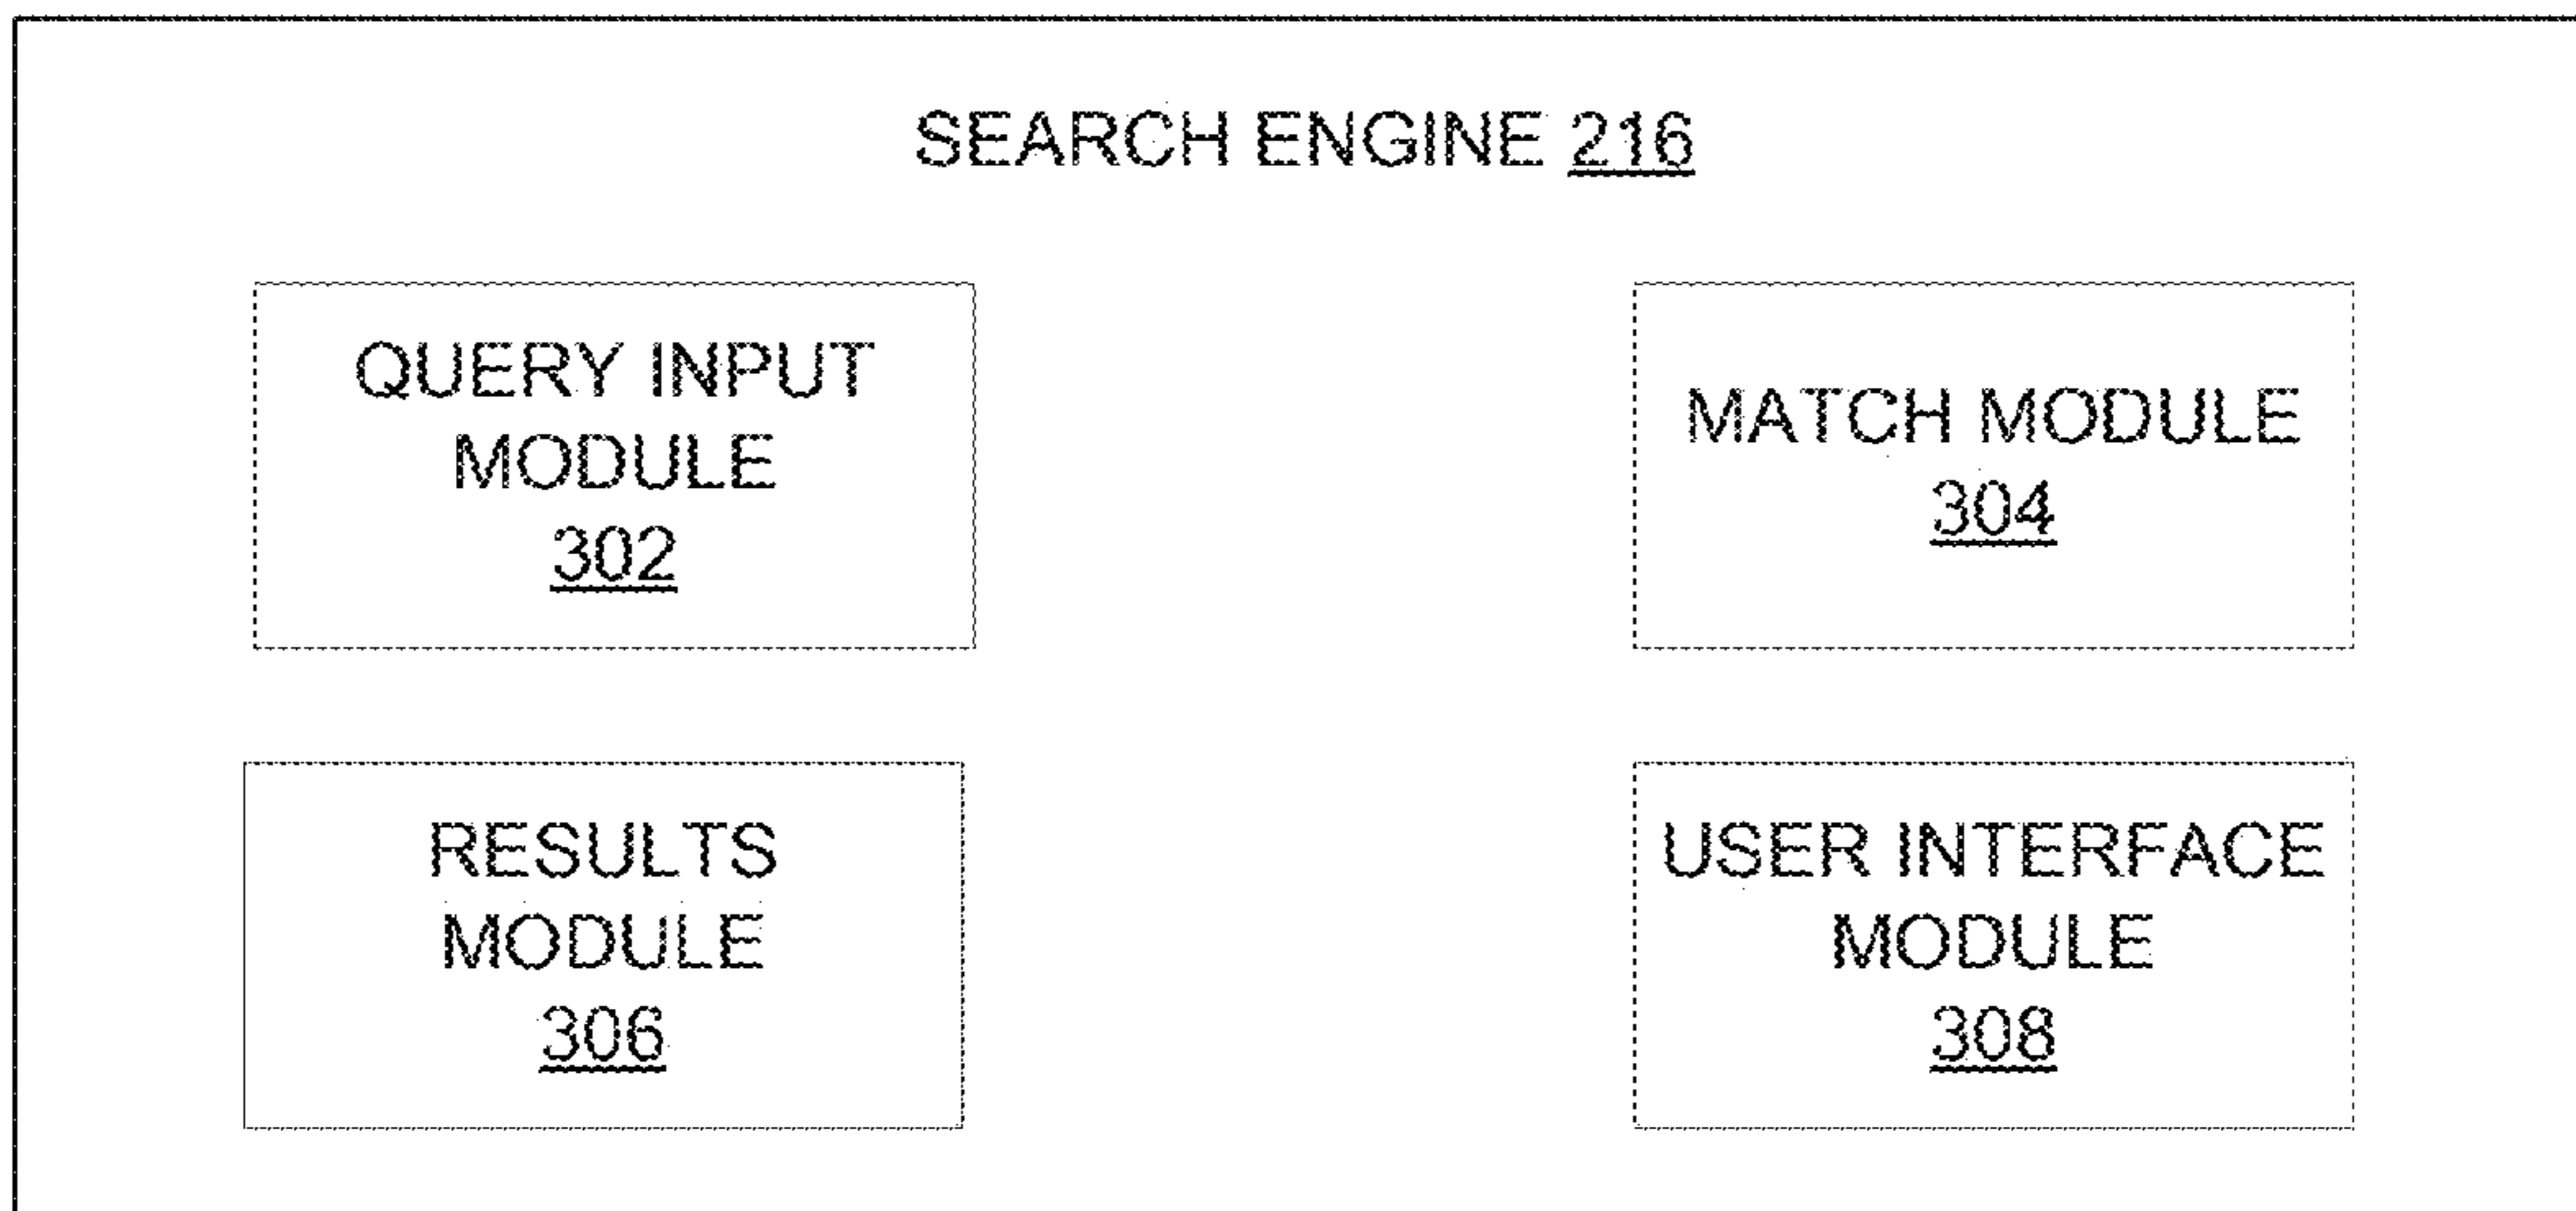 SEARCH ENGINE 216
QUERY INPUT
MODULE
302
MATCH MODULE
304
RESULTS
MODULE
306
USER INTERFACE
MODULE
308